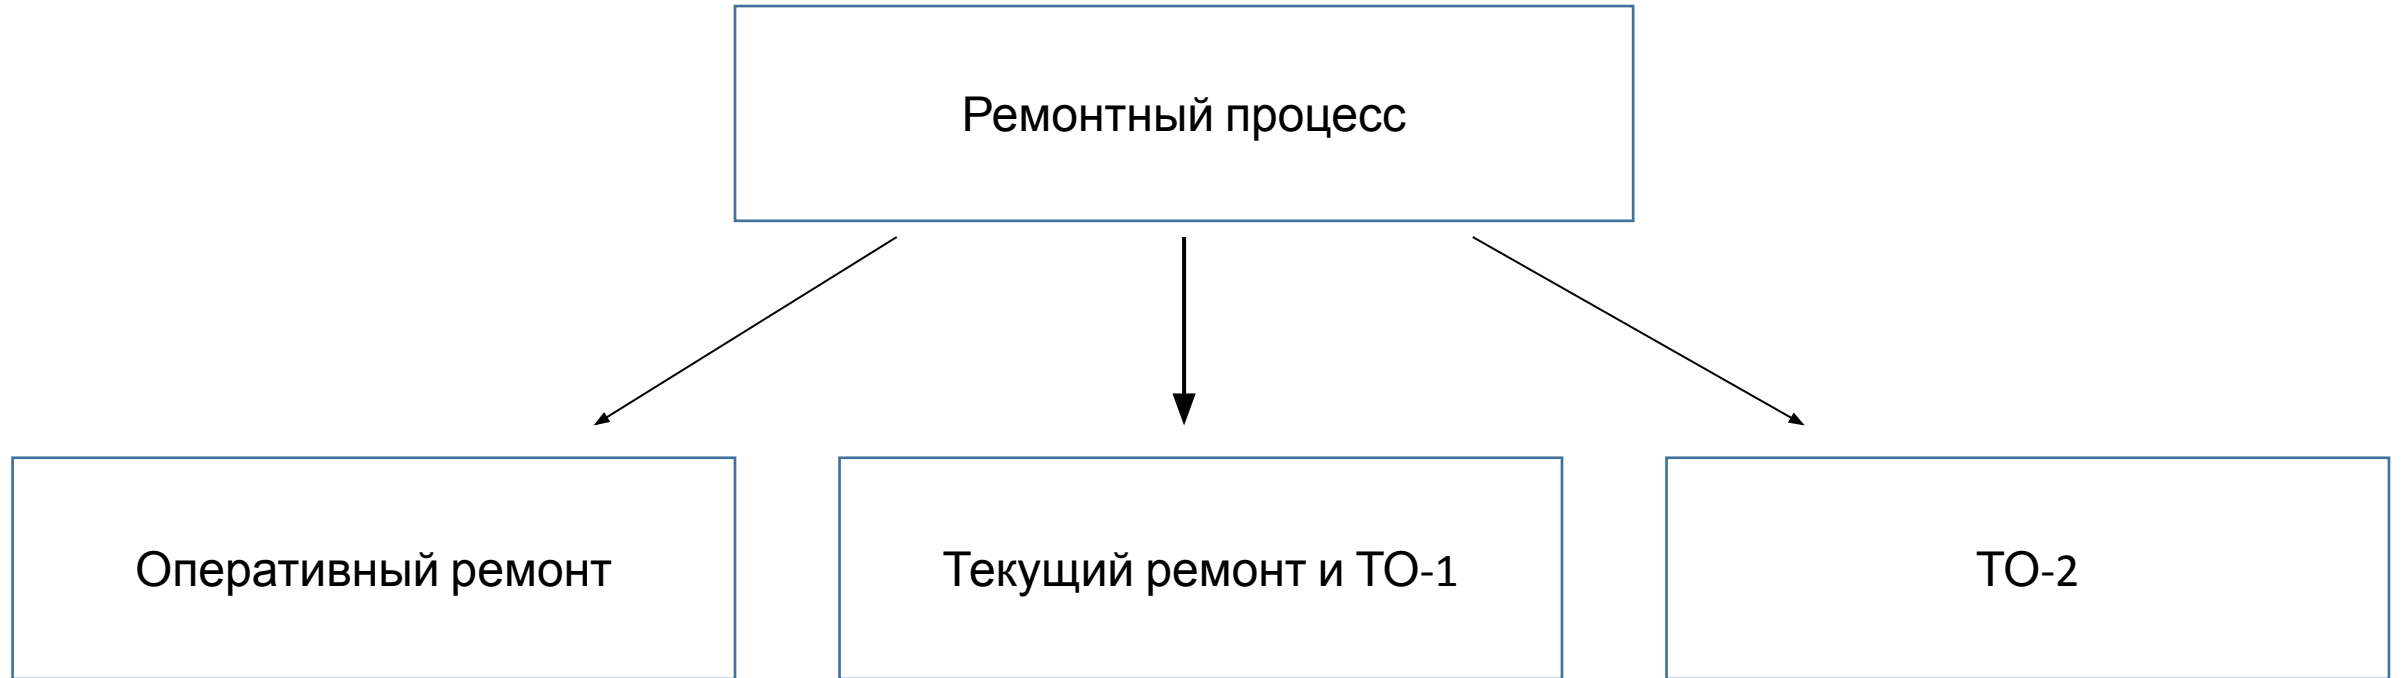 Ремонтный процесс
Оперативный ремонт
Текущий ремонт и ТО-1
ТО-2